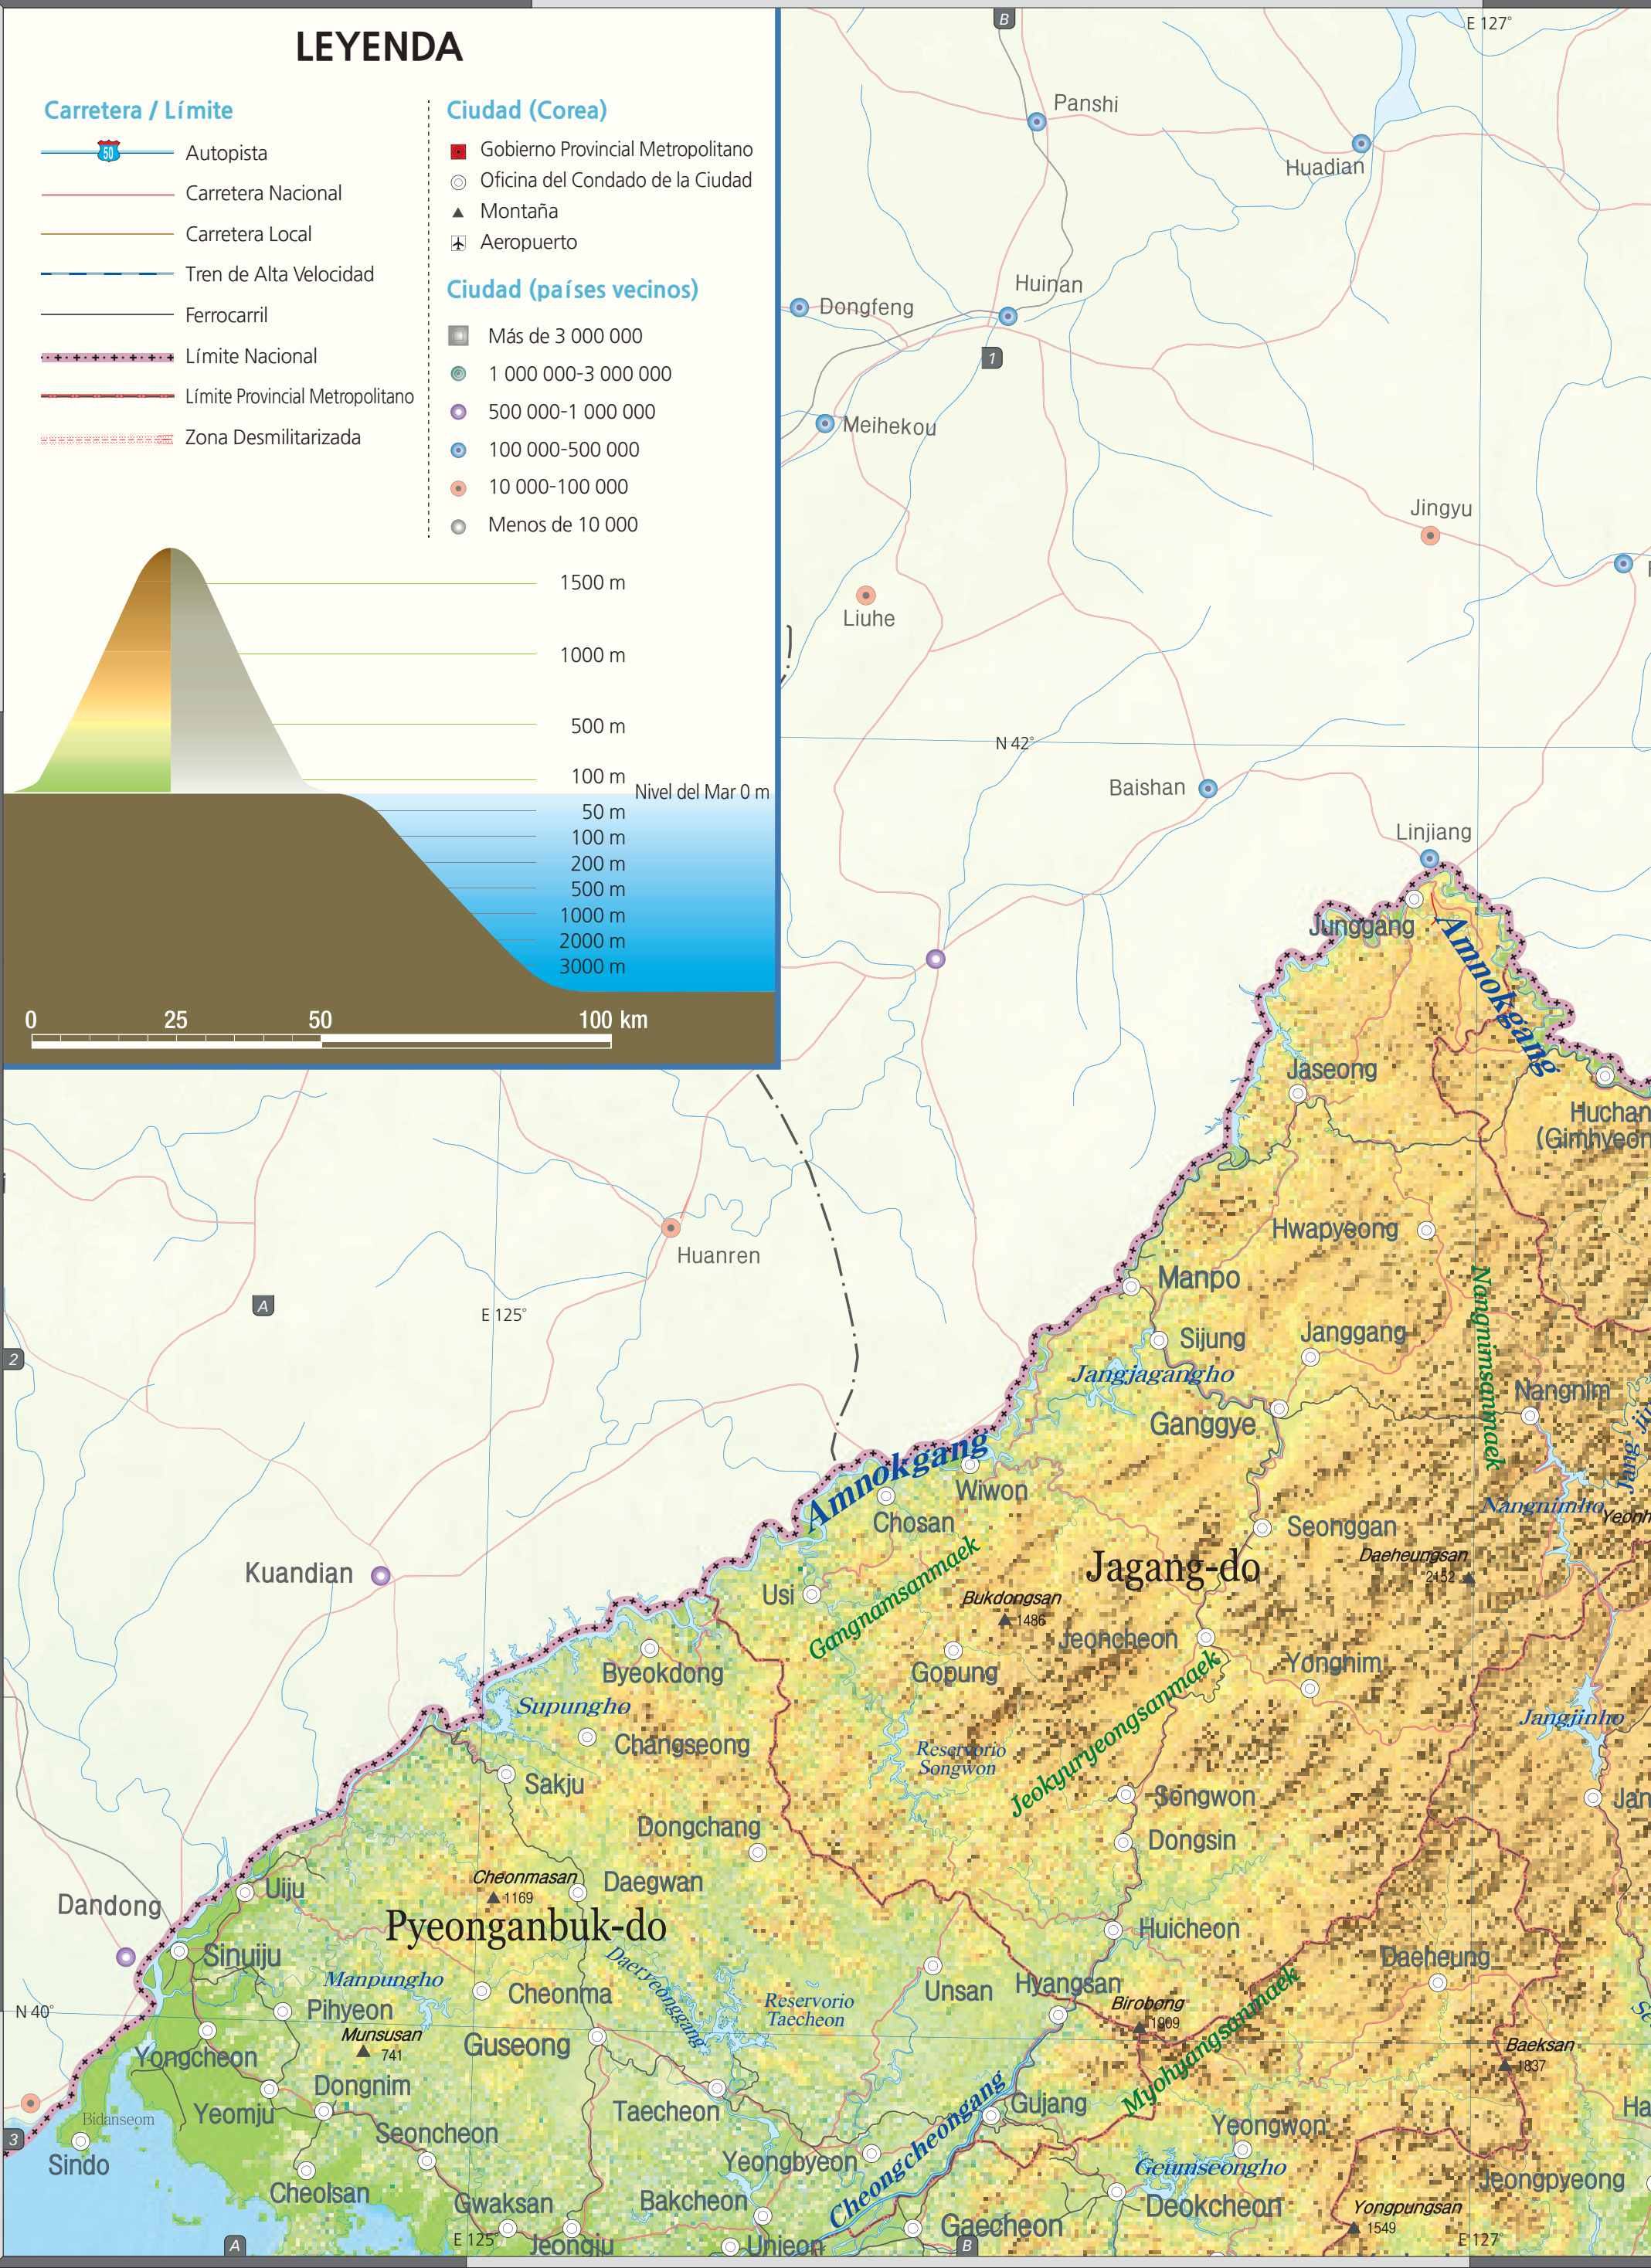 LEYENDA
Carretera / Límite
50
Autopista
Carretera Nacional
Carretera Local
Tren de Alta Velocidad
Ferrocarril
Límite Nacional
Límite Provincial Metropolitano
Zona Desmilitarizada
Ciudad (Corea)
Gobierno Provincial Metropolitano
Oficina del Condado de la Ciudad
Montaña
Aeropuerto
Ciudad (países vecinos)
Más de 3 000 000
1 000 000-3 000 000
500 000-1 000 000
100 000-500 000
10 000-100 000
Menos de 10 000
1500 m
1000 m
500 m
100 m
Nivel del Mar 0 m
50 m
100 m
200 m
500 m
1000 m
2000 m
3000 m
0 25 50 100 km
B
E 127°
Panshi
Huadian
Huinan
Dongfeng
1
Meihekou
Jingyu
Liuhe
N 42°
Baishan
Linjiang
Junggang
Amnokgang
Jaseong
Huchan
(Gimhyeon
Hwapyeong
Huanren
A
E 125°
2
Manpo
Sijung
Janggang
Nangnimsanmaek
Jangjagangho
Nangnim
Ganggye
Amnokgang
Wiwon
Chosan
Nangnimho
Seonggan
Daeheungsan
2152
Jagang-do
Kuandian
Usi
Gangnamsanmaek
Bukdongsan
1486
Jeoncheon
Byeokdong
Gopung
Yonghim
Supungho
Changseong
Jangjinho
Reservorio
Songwon
Jeokyuryeongsanmaek
Sakju
Songwon
Jan
Dongchang
Dongsin
Cheonmasan
1169
Daegwan
Uiju
Dandong
Pyeonganbuk-do
Huicheon
Sinuiju
Daeheung
Manpungho
Daeryeonggang
Unsan
Hyangsan
Cheonma
Reservorio
Taecheon
Birobong
1909
Myohyangsanmaek
N 40°
Pihyeon
Munsusan
741
Guseong
Yongcheon
Baeksan
1837
Dongnim
Yeomju
Taecheon
Gujang
Ha
Bidanseom
Seoncheon
Yeongwon
3
Sindo
Yeongbyeon
Cheongcheongang
Geumseongho
Jeongpyeong
Cheolsan
Gwaksan
Bakcheon
Deokcheon
Yongpungsan
1549
Gaecheon
E 125°
Jeongju
Unjeon
E 127°
A
B